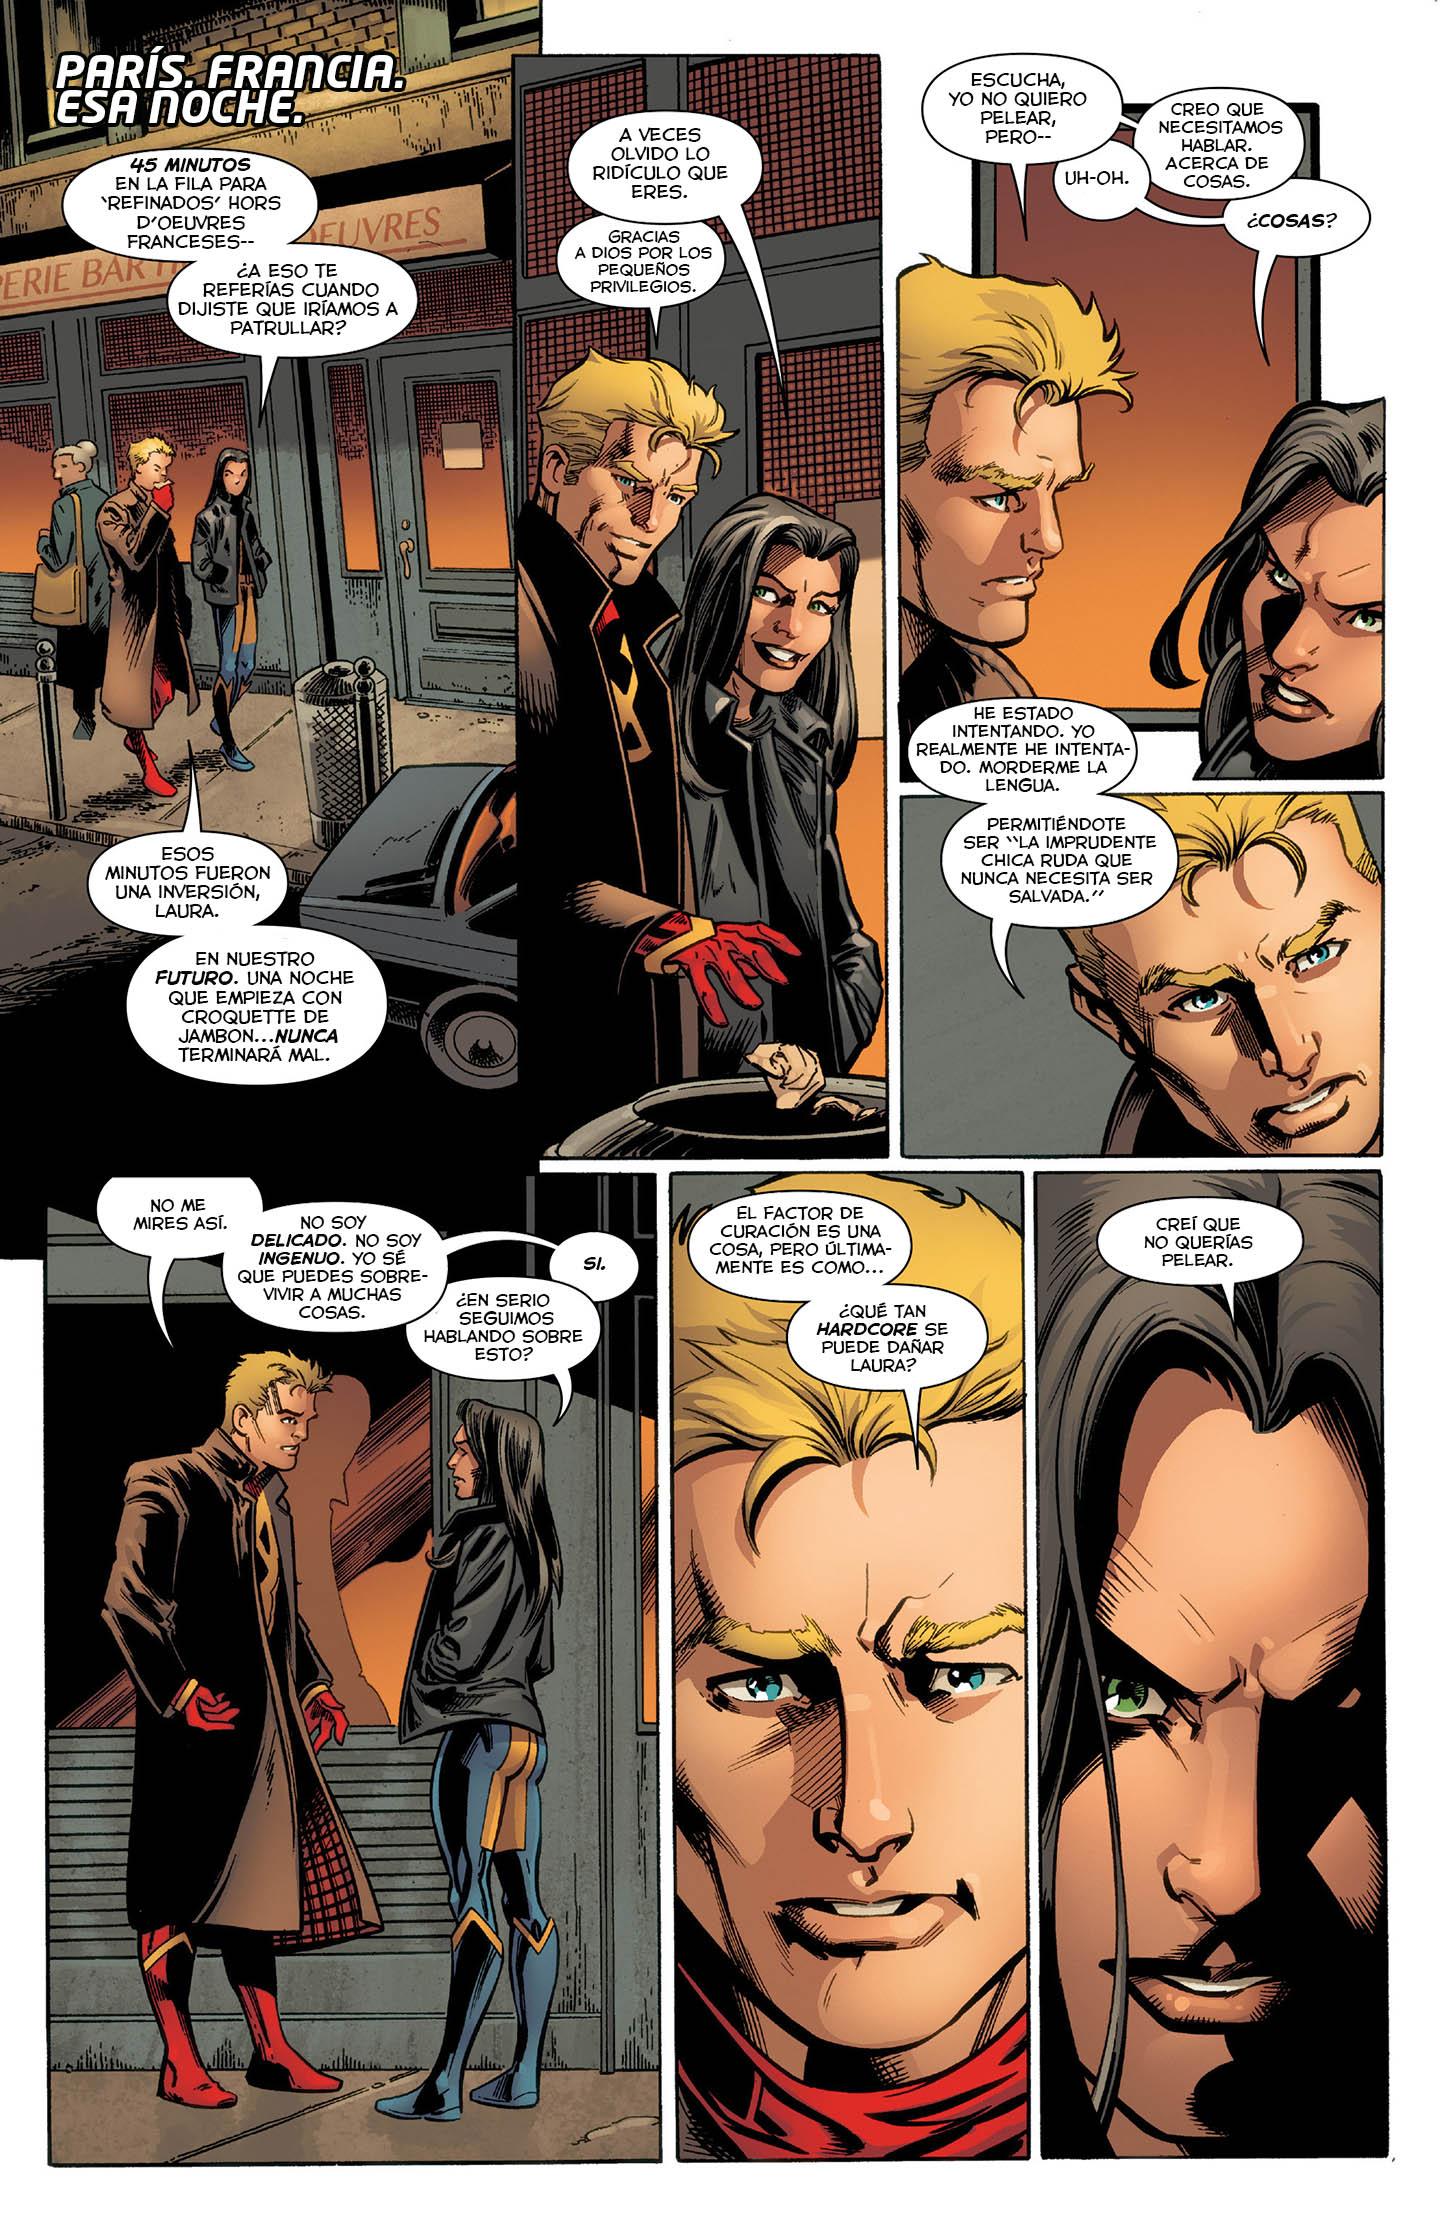 PARÍS. FRANCIA.
ESA NOCHE.
45 MINUTOS
EN LA FILA PARA
'REFINADOS' HORS
D'OEUVRES
FRANCESES--
¿A ESO TE
REFERÍAS CUANDO
DIJISTE QUE IRÍAMOS A
PATRULLAR?
OEUVRES
PERIE BAR
ESOS
MINUTOS FUERON
UNA INVERSIÓN,
LAURA.
EN NUESTRO
FUTURO. UNA NOCHE
QUE EMPIEZA CON
CROQUETTE DE
JAMBON...NUNCA
TERMINARÁ MAL.
A VECES
OLVIDO LO
RIDÍCULO QUE
ERES.
GRACIAS
A DIOS POR LOS
PEQUEÑOS
PRIVILEGIOS.
ESCUCHA,
YO NO QUIERO
PELEAR,
PERO--
UH-OH.
CREO QUE
NECESITAMOS
HABLAR.
ACERCA DE
COSAS.
¿COSAS?
HE ESTADO
INTENTANDO. YO
REALMENTE HE INTENTA-
DO. MORDERME LA
LENGUA.
PERMITIÉNDOTE
SER "LA IMPRUDENTE
CHICA RUDA QUE
NUNCA NECESITA SER
SALVADA."
NO ME
MIRES ASÍ.
NO SOY
DELICADO. NO SOY
INGENUO. YO SÉ
QUE PUEDES SOBRE-
VIVIR A MUCHAS
COSAS.
SI.
¿EN SERIO
SEGUIMOS
HABLANDO SOBRE
ESTO?
EL FACTOR DE
CURACIÓN ES UNA
COSA, PERO ÚLTIMA-
MENTE ES COMO...
¿QUÉ TAN
HARDCORE SE
PUEDE DAÑAR
LAURA?
CREÍ QUE
NO QUERÍAS
PELEAR.